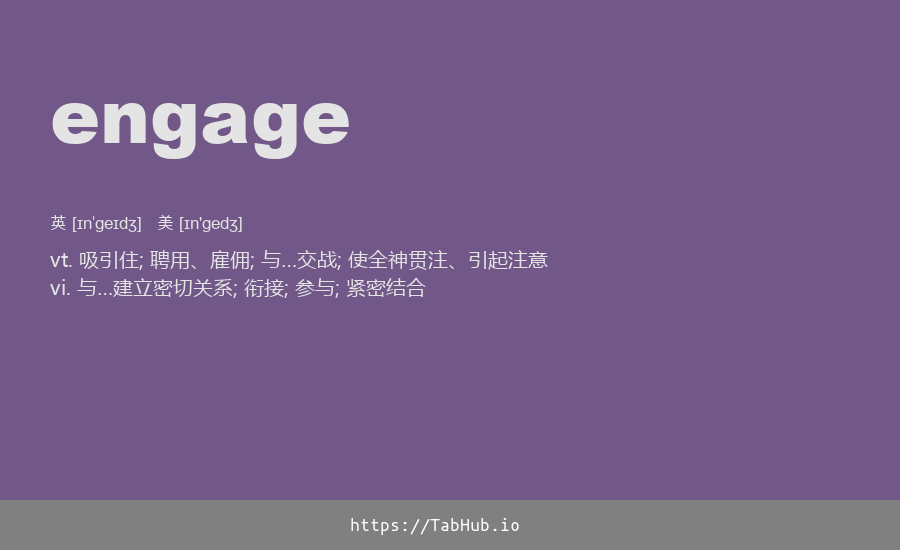 engage
英 [ɪnˈɡeɪdʒ] 美 [ɪn'ɡedʒ]
vt. 吸引住; 聘用、雇佣; 与...交战; 使全神贯注、引起注意
vi. 与...建立密切关系; 衔接; 参与; 紧密结合
https://TabHub.io